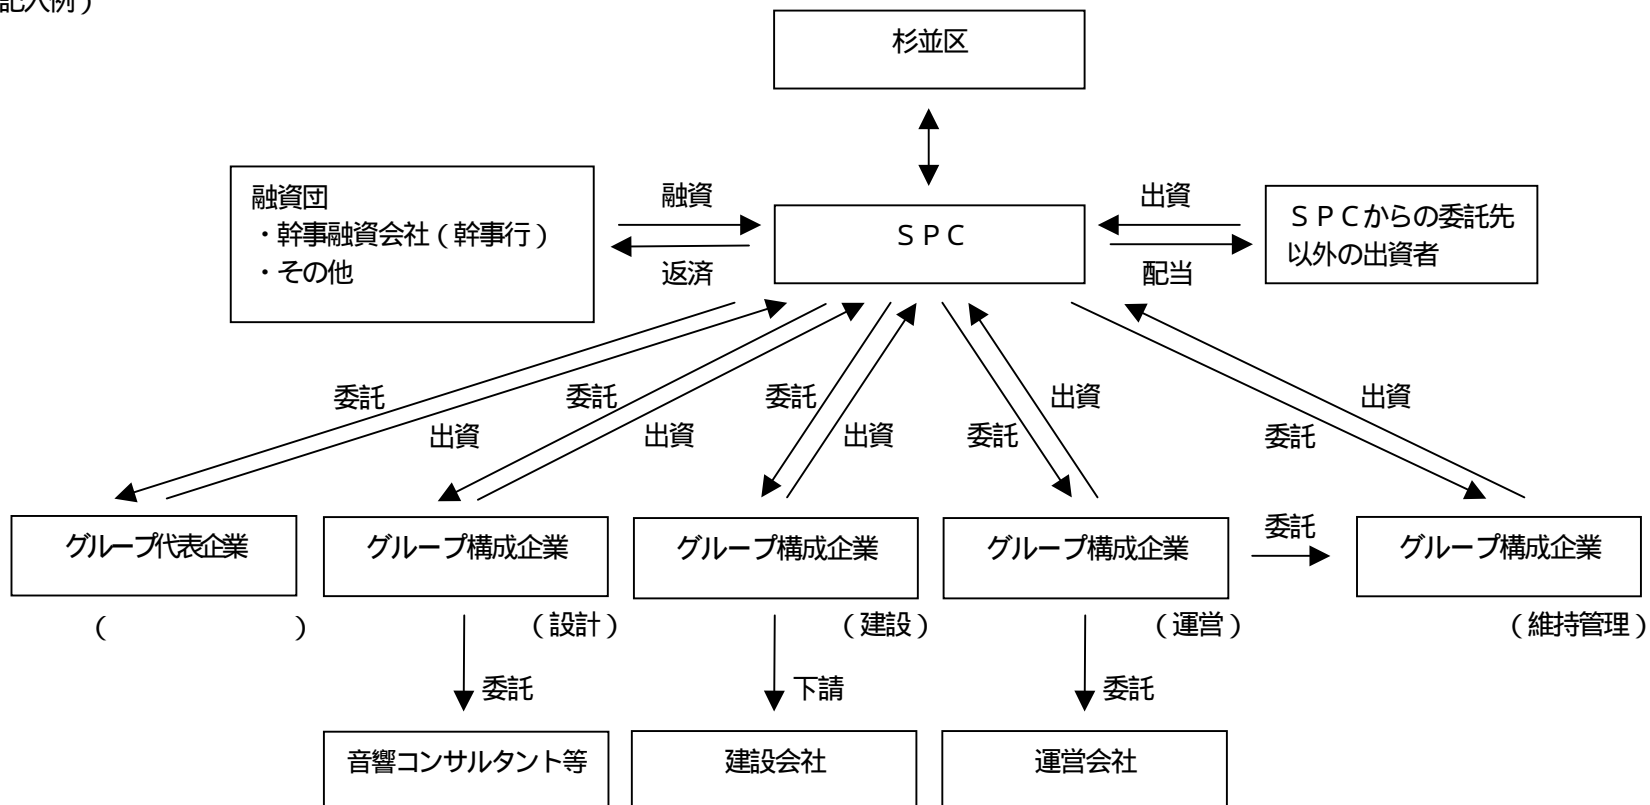 記入例）
杉並区
融資団
・幹事融資会社（幹事行）
・その他
融資
返済
ＳＰＣ
出資
配当
ＳＰＣからの委託先
以外の出資者
委託
出資
委託
出資
委託
出資
委託
出資
委託
出資
グループ代表企業
（　　　　　　　）
グループ構成企業
（設計）
グループ構成企業
（建設）
グループ構成企業
（運営）
委託
グループ構成企業
（維持管理）
委託
下請
委託
音響コンサルタント等
建設会社
運営会社